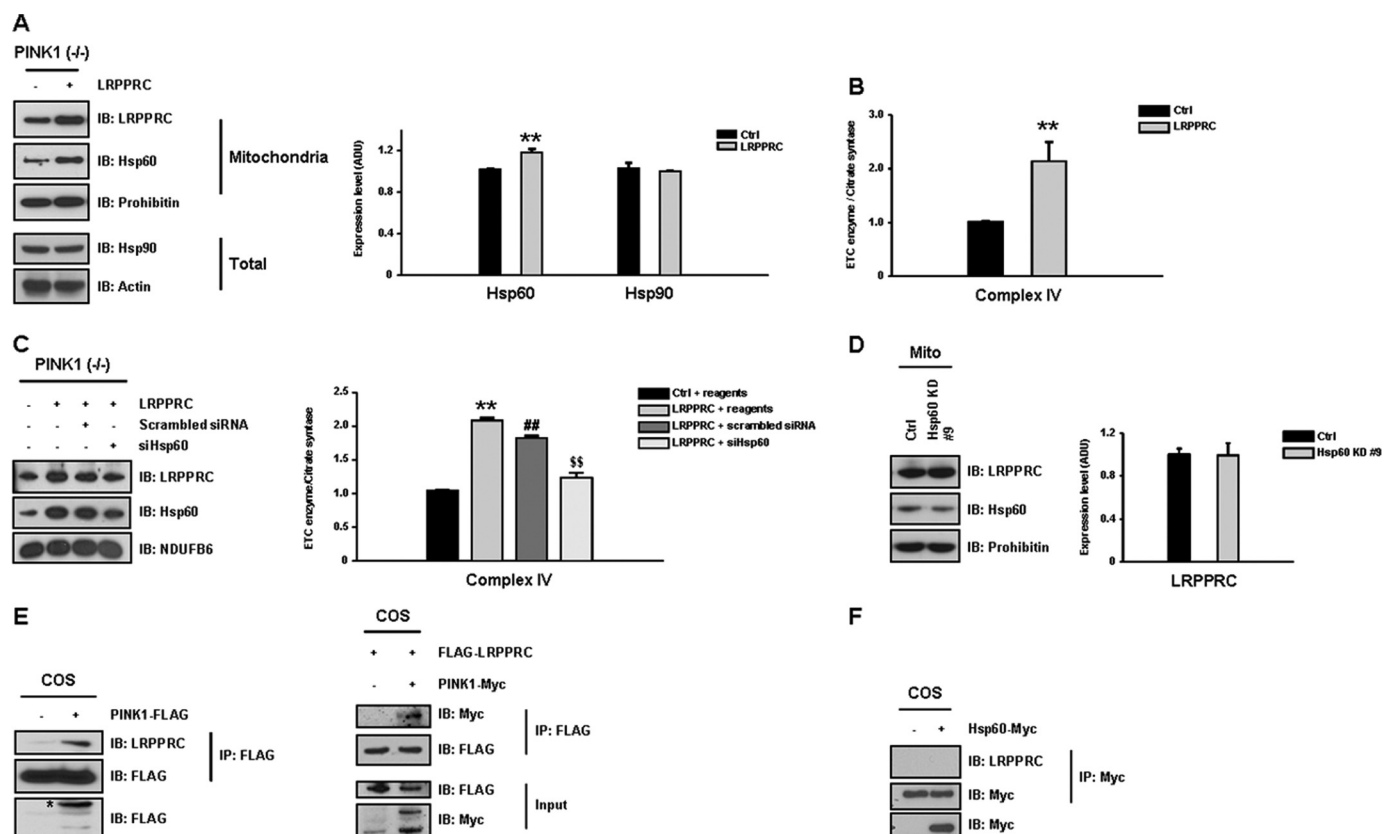 A
PINK1 (-/-)
- + LRPPRC
IB: LRPPRC
IB: Hsp60
IB: Prohibitin
Mitochondria
IB: Hsp90
IB: Actin
Total
Expression level (ADU)
1.2
0.8
0.4
0
Ctrl
LRPPRC
**
Hsp60 Hsp90
B
ETC enzyme / Citrate syntase
3.0
2.0
1.0
0
**
Ctrl
LRPPRC
Complex IV
C
PINK1 (-/-)
- + + + LRPPRC
- - + - Scrambled siRNA
- - - + siHsp60
IB: LRPPRC
IB: Hsp60
IB: NDUFB6
ETC enzyme/Citrate syntase
2.5
2.0
1.5
1.0
0.5
0
** ## $$
Ctrl + reagents
LRPPRC + reagents
LRPPRC + scrambled siRNA
LRPPRC + siHsp60
Complex IV
D
Mito
Ctrl
Hsp60 KD
#9
IB: LRPPRC
IB: Hsp60
IB: Prohibitin
Expression level (ADU)
1.2
0.8
0.4
0
Ctrl
Hsp60 KD #9
LRPPRC
E
COS
- + PINK1-FLAG
IB: LRPPRC
IB: FLAG
IP: FLAG
*
IB: FLAG
COS
+ + FLAG-LRPPRC
- + PINK1-Myc
IB: Myc
IB: FLAG
IP: FLAG
IB: FLAG
IB: Myc
Input
F
COS
- + Hsp60-Myc
IB: LRPPRC
IB: Myc
IP: Myc
IB: Myc